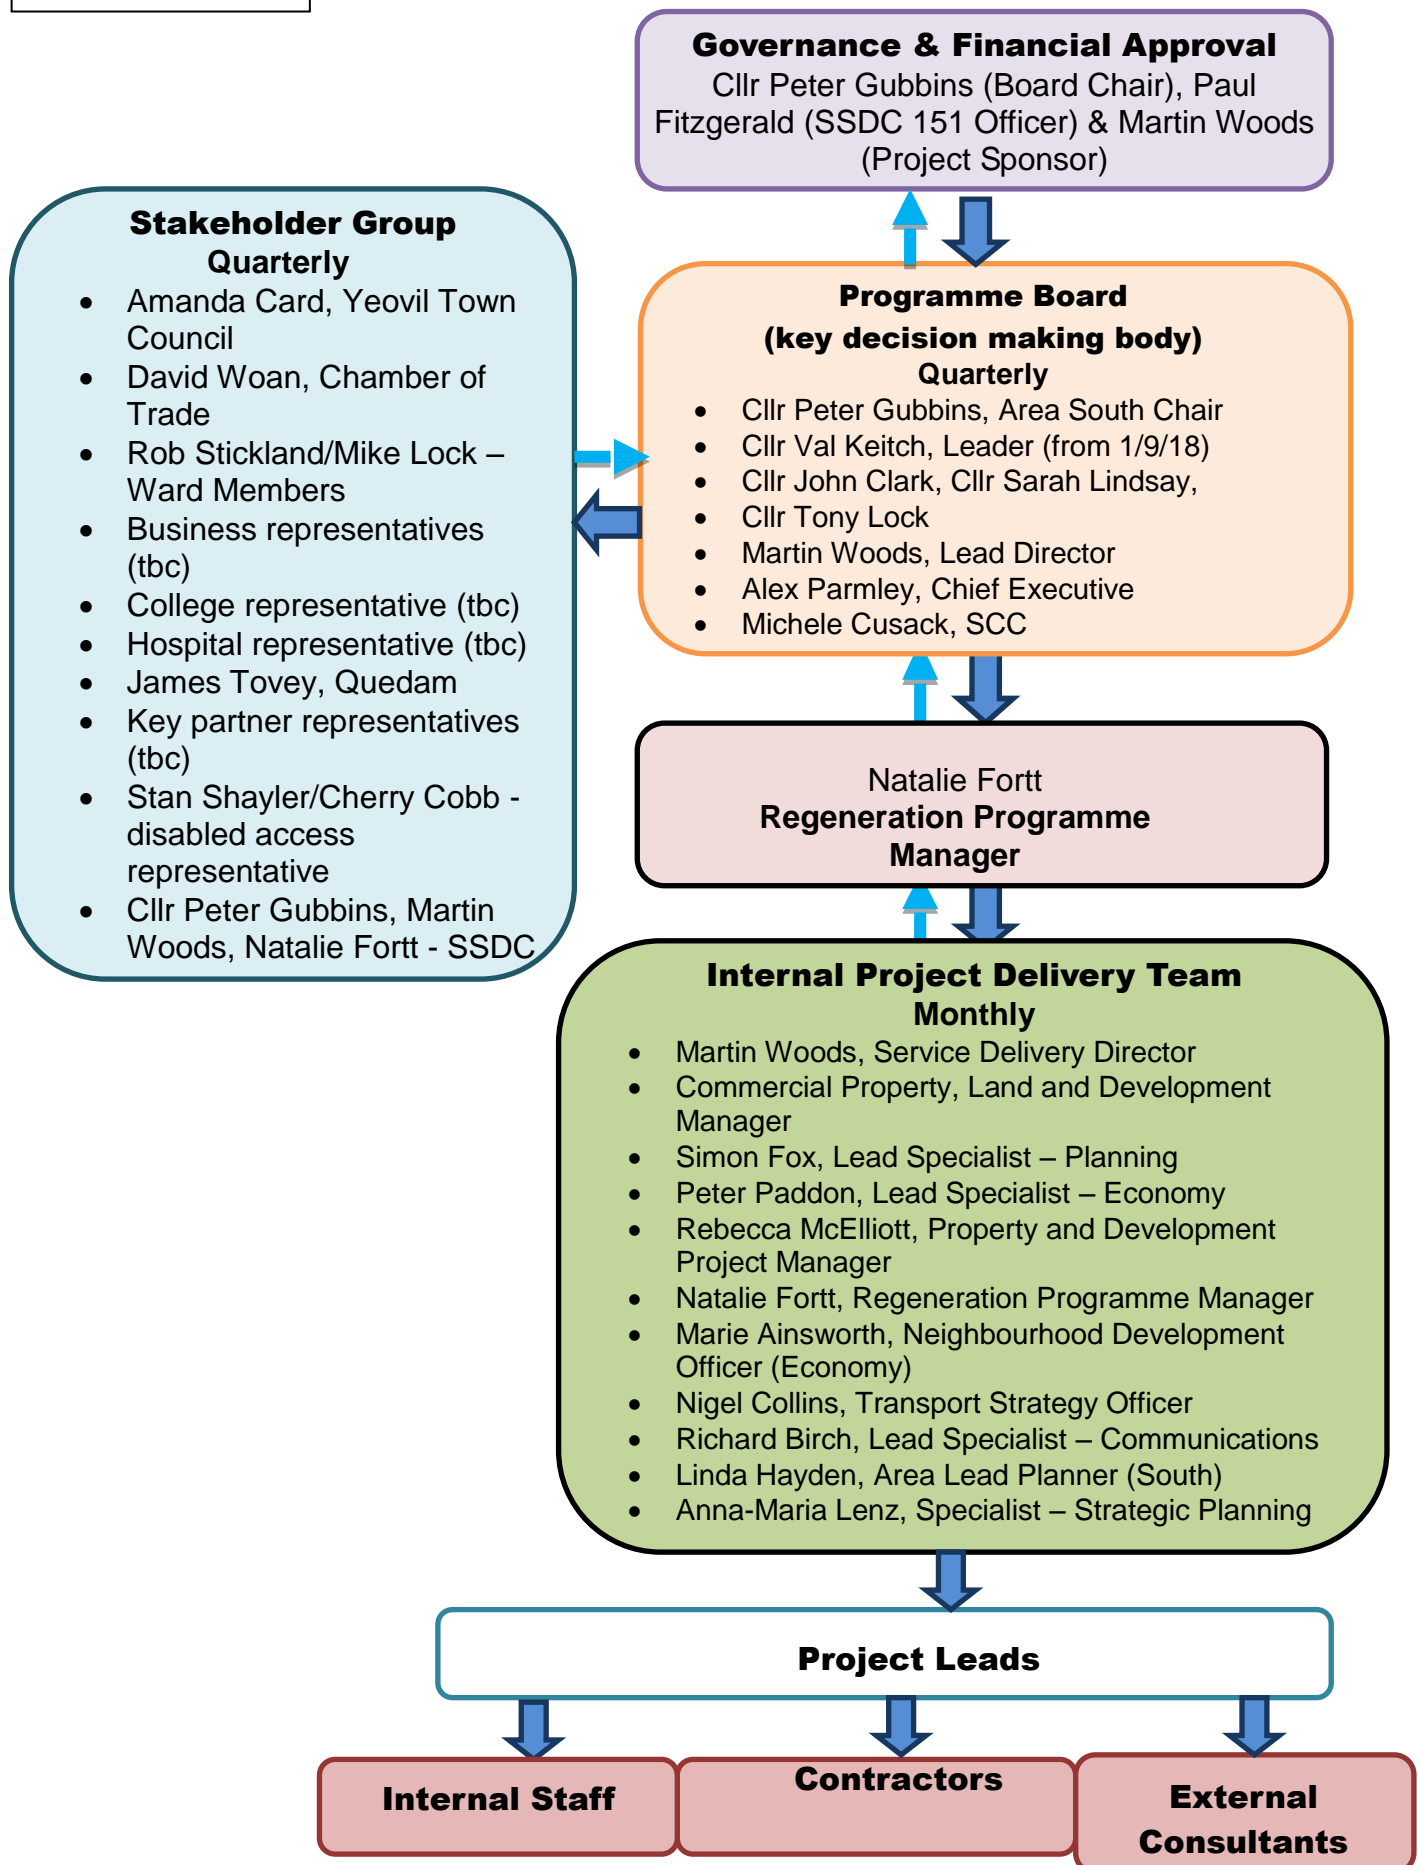 Governance & Financial Approval
Cllr Peter Gubbins (Board Chair), Paul
Fitzgerald (SSDC 151 Officer) & Martin Woods
(Project Sponsor)
Stakeholder Group
Quarterly
• Amanda Card, Yeovil Town
Council
• David Woan, Chamber of
Trade
• Rob Stickland/Mike Lock –
Ward Members
• Business representatives
(tbc)
• College representative (tbc)
• Hospital representative (tbc)
• James Tovey, Quedam
• Key partner representatives
(tbc)
• Stan Shayler/Cherry Cobb -
disabled access
representative
• Cllr Peter Gubbins, Martin
Woods, Natalie Fortt - SSDC
Programme Board
(key decision making body)
Quarterly
• Cllr Peter Gubbins, Area South Chair
• Cllr Val Keitch, Leader (from 1/9/18)
• Cllr John Clark, Cllr Sarah Lindsay,
• Cllr Tony Lock
• Martin Woods, Lead Director
• Alex Parmley, Chief Executive
• Michele Cusack, SCC
Natalie Fortt
Regeneration Programme
Manager
Internal Project Delivery Team
Monthly
• Martin Woods, Service Delivery Director
• Commercial Property, Land and Development
Manager
• Simon Fox, Lead Specialist – Planning
• Peter Paddon, Lead Specialist – Economy
• Rebecca McElliott, Property and Development
Project Manager
• Natalie Fortt, Regeneration Programme Manager
• Marie Ainsworth, Neighbourhood Development
Officer (Economy)
• Nigel Collins, Transport Strategy Officer
• Richard Birch, Lead Specialist – Communications
• Linda Hayden, Area Lead Planner (South)
• Anna-Maria Lenz, Specialist – Strategic Planning
Project Leads
Internal Staff
Contractors
External
Consultants